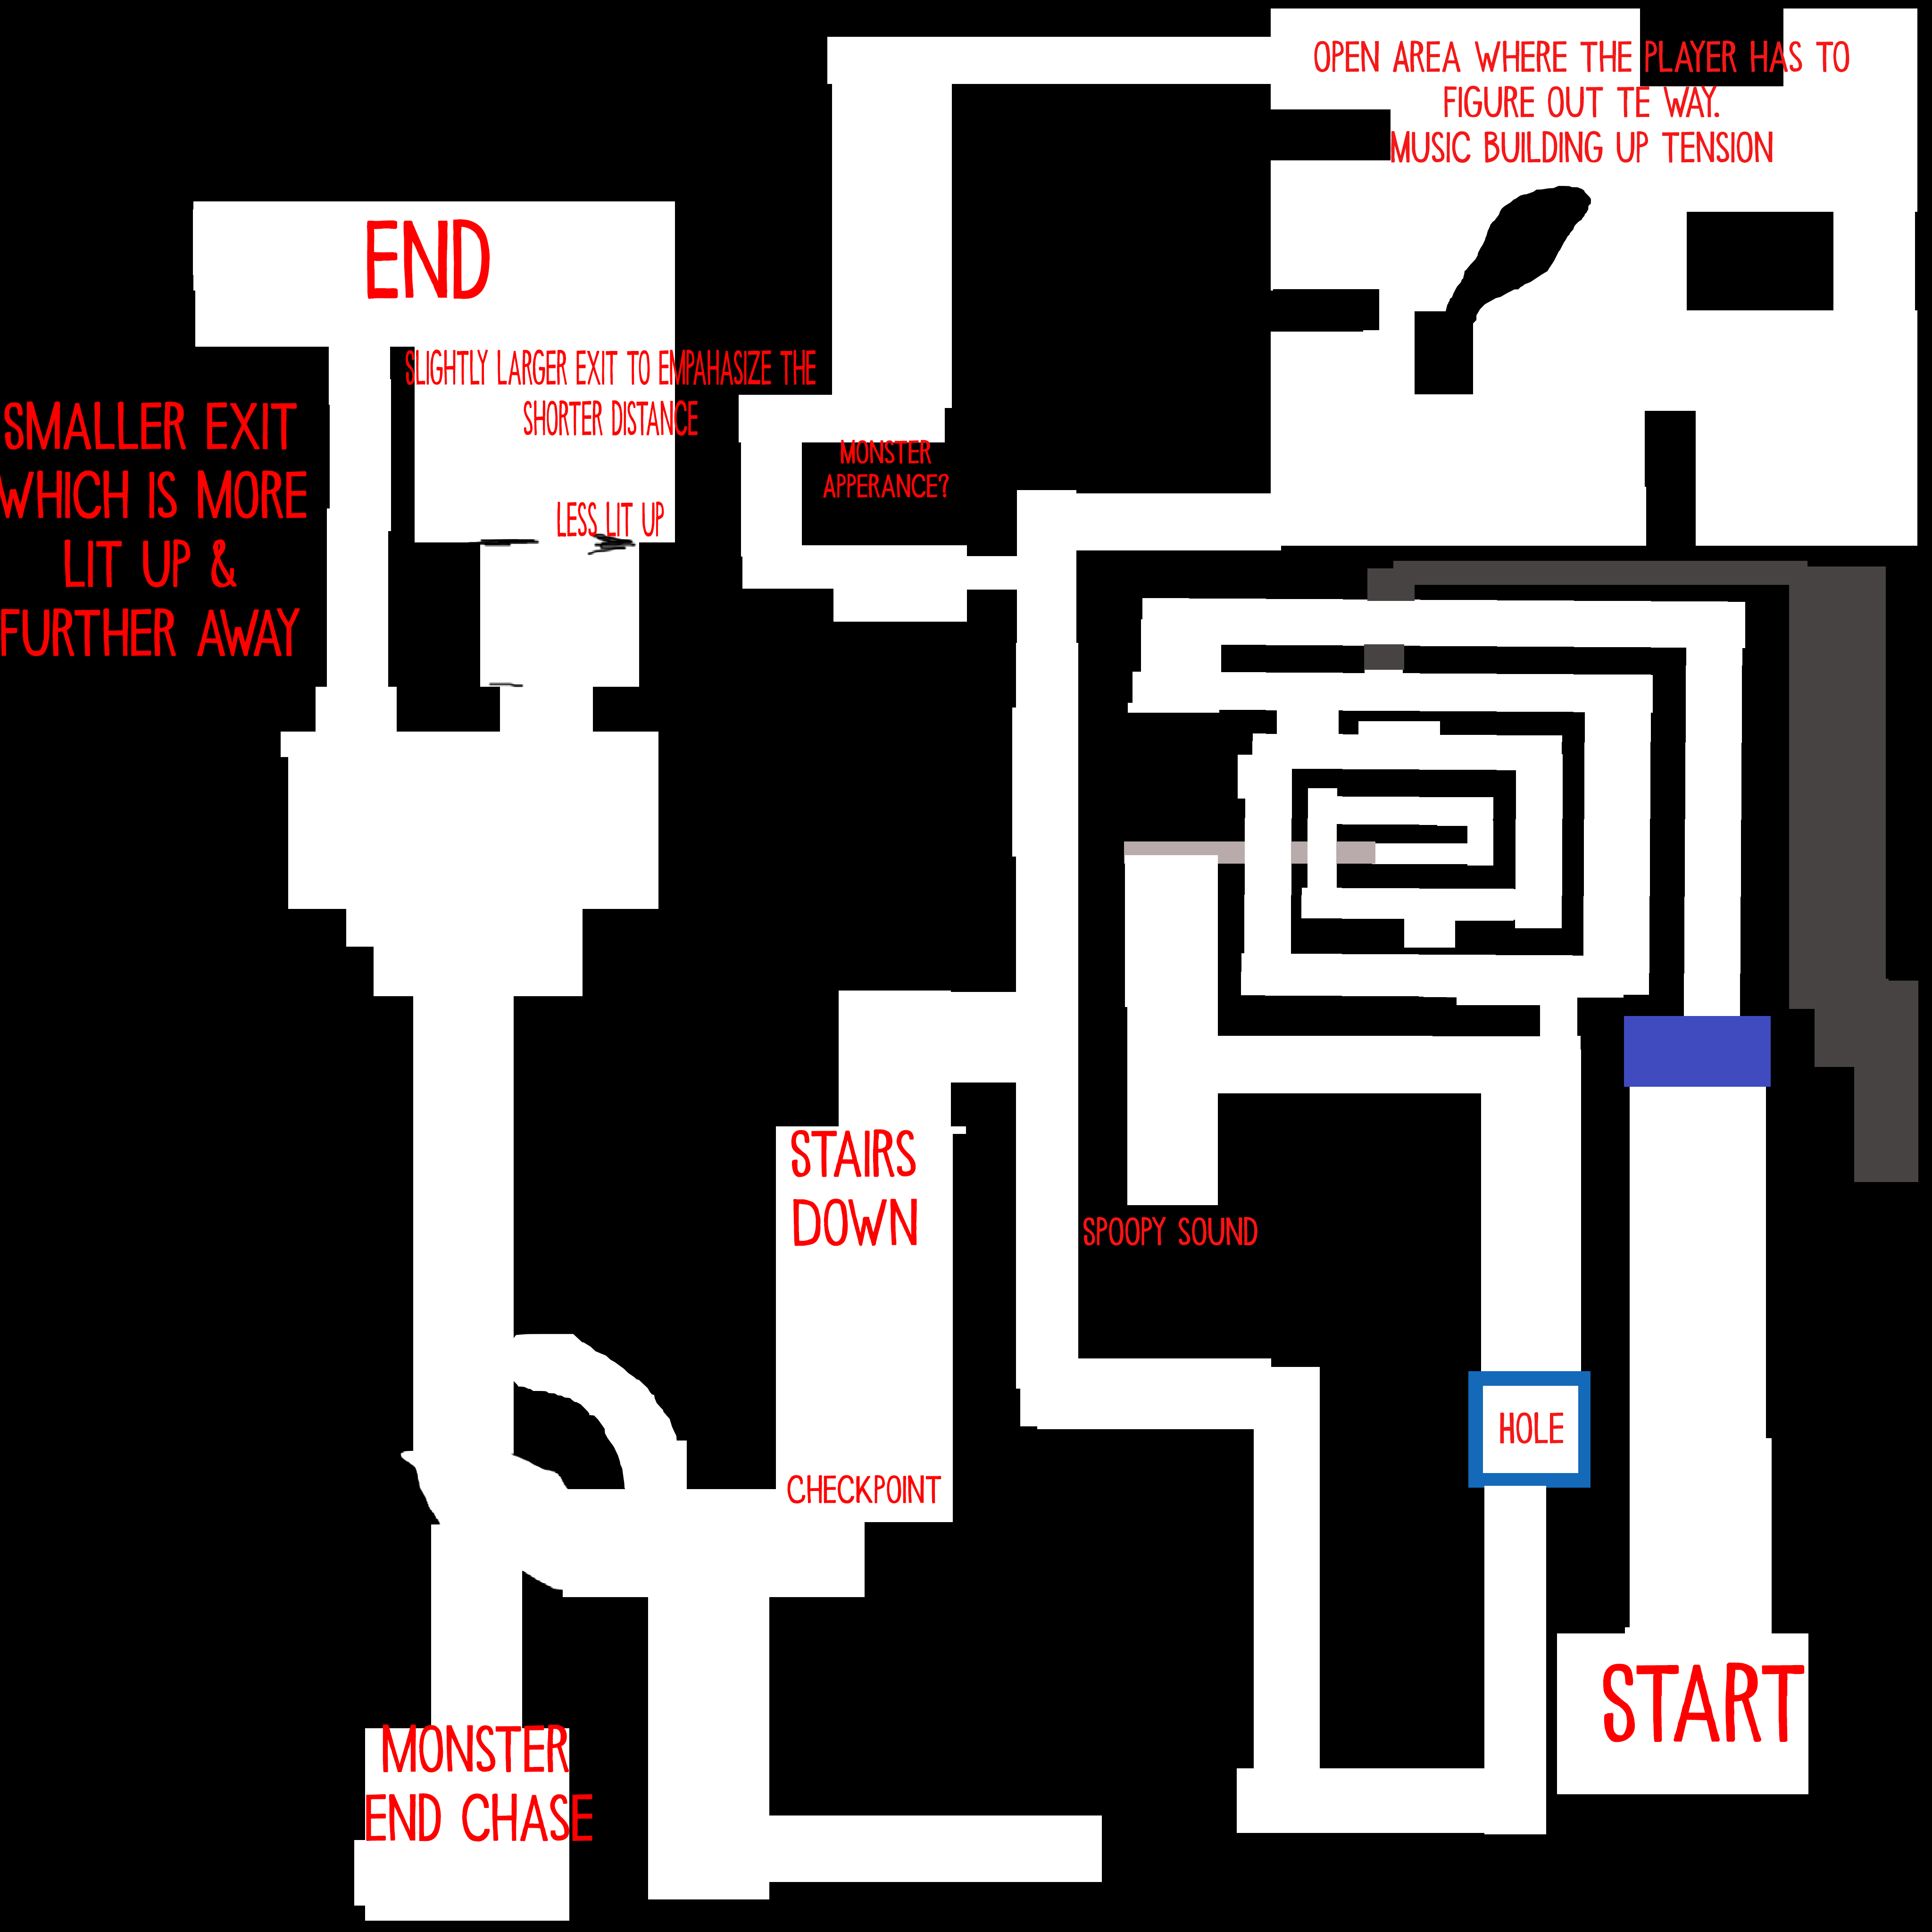 OPEN AREA WHERE THE PLAYER HAS TO
FIGURE OUT TE WAY.
MUSIC BUILDING UP TENSION
END
SLIGHTLY LARGER EXIT TO EMPAHASIZE THE
SHORTER DISTANCE
SMALLER EXIT
WHICH IS MORE
LIT UP &
FURTHER AWAY
MONSTER
APPERANCE?
LESS LIT UP
STAIRS
DOWN
SPOOPY SOUND
HOLE
CHECKPOINT
START
MONSTER
END CHASE